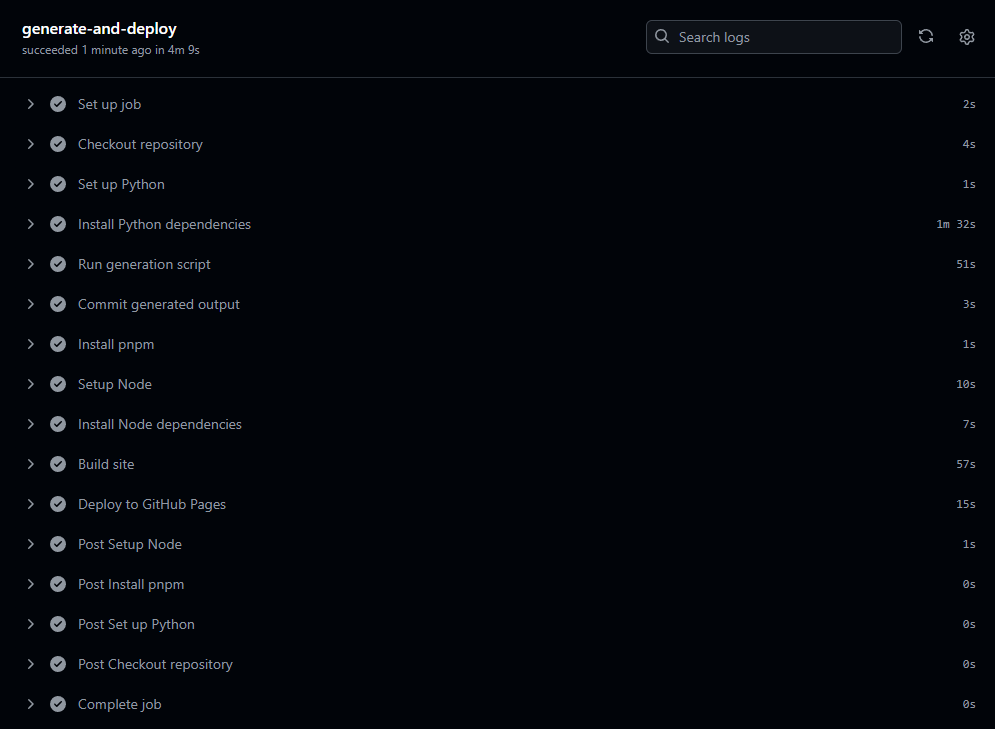 generate-and-deploy
succeeded 1 minute ago in 4m 9s
Search logs
Set up job 2s
Checkout repository 4s
Set up Python 1s
Install Python dependencies 1m 32s
Run generation script 51s
Commit generated output 3s
Install pnpm 1s
Setup Node 10s
Install Node dependencies 7s
Build site 57s
Deploy to GitHub Pages 15s
Post Setup Node 1s
Post Install pnpm 0s
Post Set up Python 0s
Post Checkout repository 0s
Complete job 0s